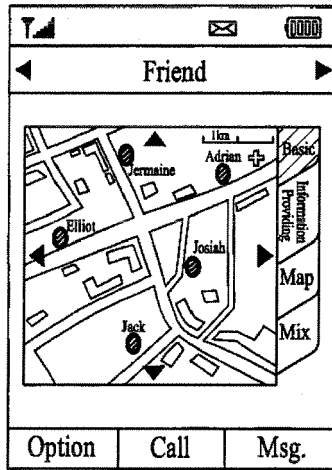 Friend
1km
Jermaine
Adrian
Basic
Information
Providing
Elliot
Josiah
Map
Jack
Mix
Option Call Msg.